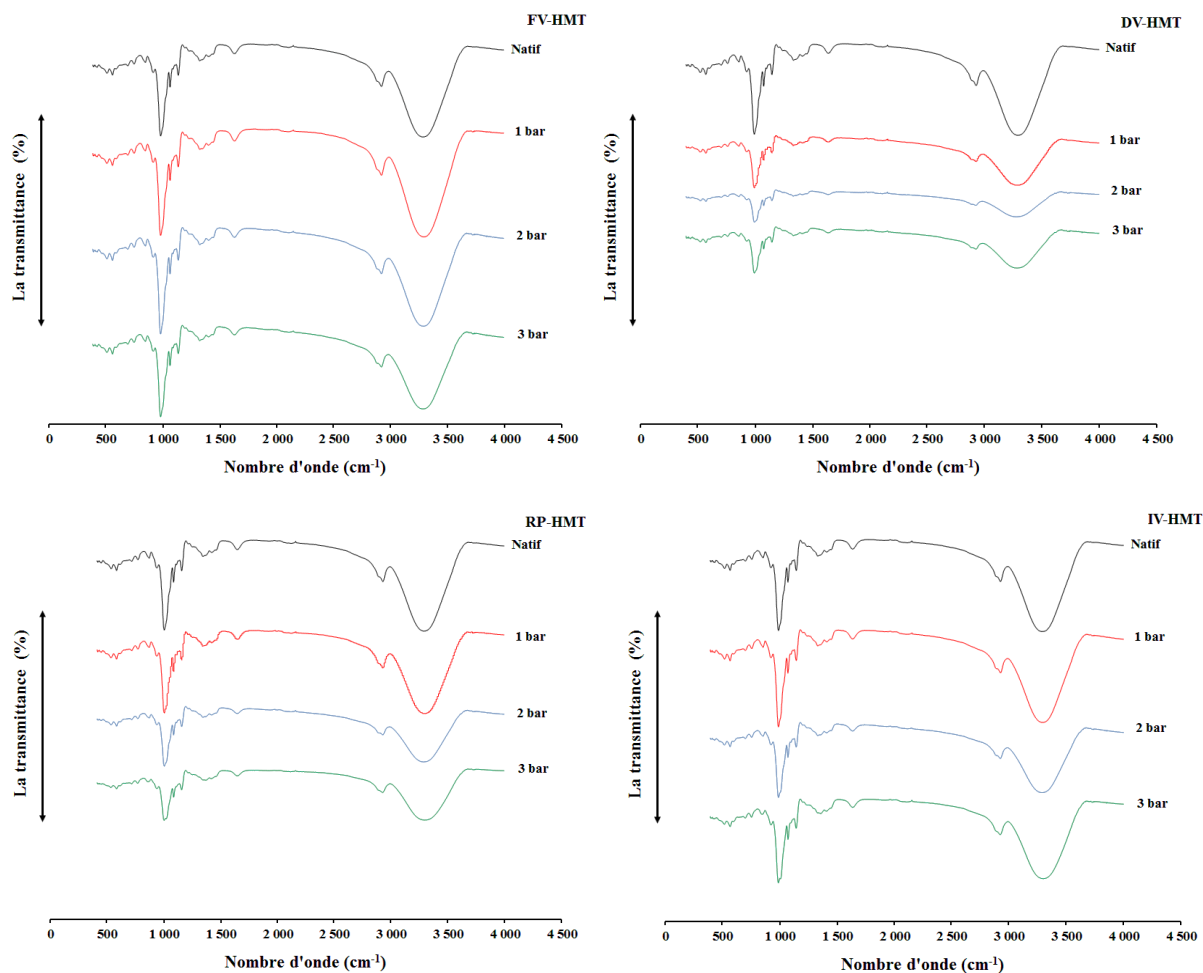 FV-HMT
Natif
1 bar
2 bar
3 bar
La transmittance (%)
0 500 1 000 1 500 2 000 2 500 3 000 3 500 4 000 4 500
Nombre d'onde (cm⁻¹)
DV-HMT
Natif
1 bar
2 bar
3 bar
La transmittance (%)
0 500 1 000 1 500 2 000 2 500 3 000 3 500 4 000 4 500
Nombre d'onde (cm⁻¹)
RP-HMT
Natif
1 bar
2 bar
3 bar
La transmittance (%)
0 500 1 000 1 500 2 000 2 500 3 000 3 500 4 000 4 500
Nombre d'onde (cm⁻¹)
IV-HMT
Natif
1 bar
2 bar
3 bar
La transmittance (%)
0 500 1 000 1 500 2 000 2 500 3 000 3 500 4 000 4 500
Nombre d'onde (cm⁻¹)